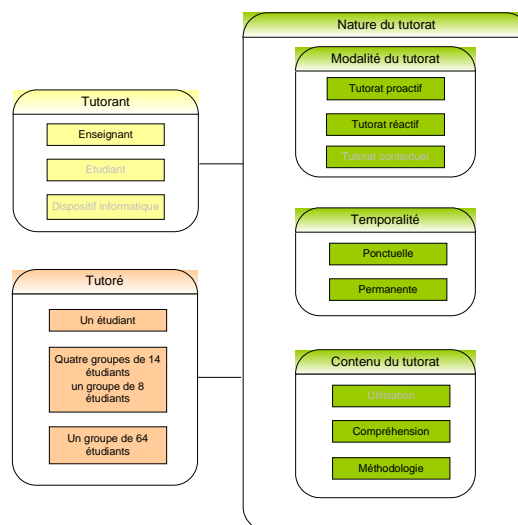 Nature du tutorat
Modalité du tutorat
Tutorat proactif
Tutorat réactif
Tutorat contextuel
Tutorant
Enseignant
Etudiant
Dispositif informatique
Temporalité
Ponctuelle
Permanente
Tutoré
Un étudiant
Quatre groupes de 14
étudiants
un groupe de 8
étudiants
Un groupe de 64
étudiants
Contenu du tutorat
Utilisation
Compréhension
Méthodologie